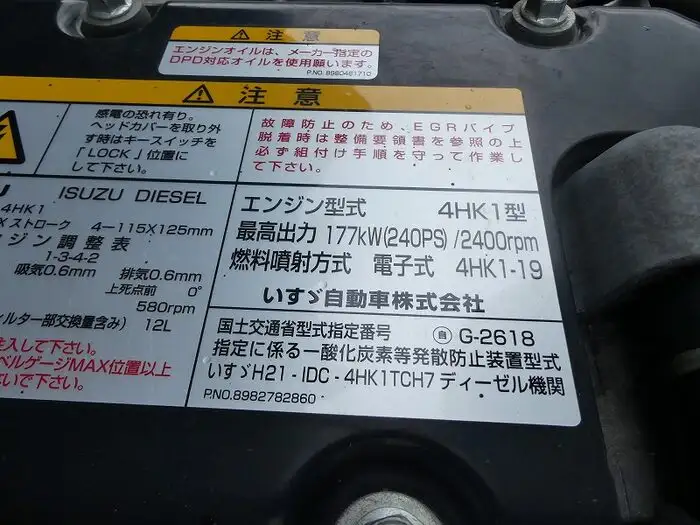 注意
エンジンオイルは、メーカー指定の
DPD対応オイルを使用願います。
P.NO. 8980461710
注意
感電の恐れ有り。
ヘッドカバーを取り外
す時はキースイッチを
「LOCK」位置に
して下さい。
故障防止のため、EGRパイプ
脱着時は整備要領書を参照の上
必ず組付け手順を守って作業し
て下さい。
ISUZU DIESEL
4HK1
Xストローク 4-115X125mm
ジン調整表
1-3-4-2
吸気0.6mm 排気0.6mm
上死点前 0°
580rpm
ィルター部交換量含み) 12L
を入して下さい。
ベルゲージMAX位置以上
ないで下さい。
エンジン型式 4HK1型
最高出力 177kW(240PS)/2400rpm
燃料噴射方式 電子式 4HK1-19
いすゞ自動車株式会社
国土交通省型式指定番号 自 G-2618
指定に係る一酸化炭素等発散防止装置型式
いすゞH21-IDC-4HK1TCH7 ディーゼル機関
P.NO. 8982782860